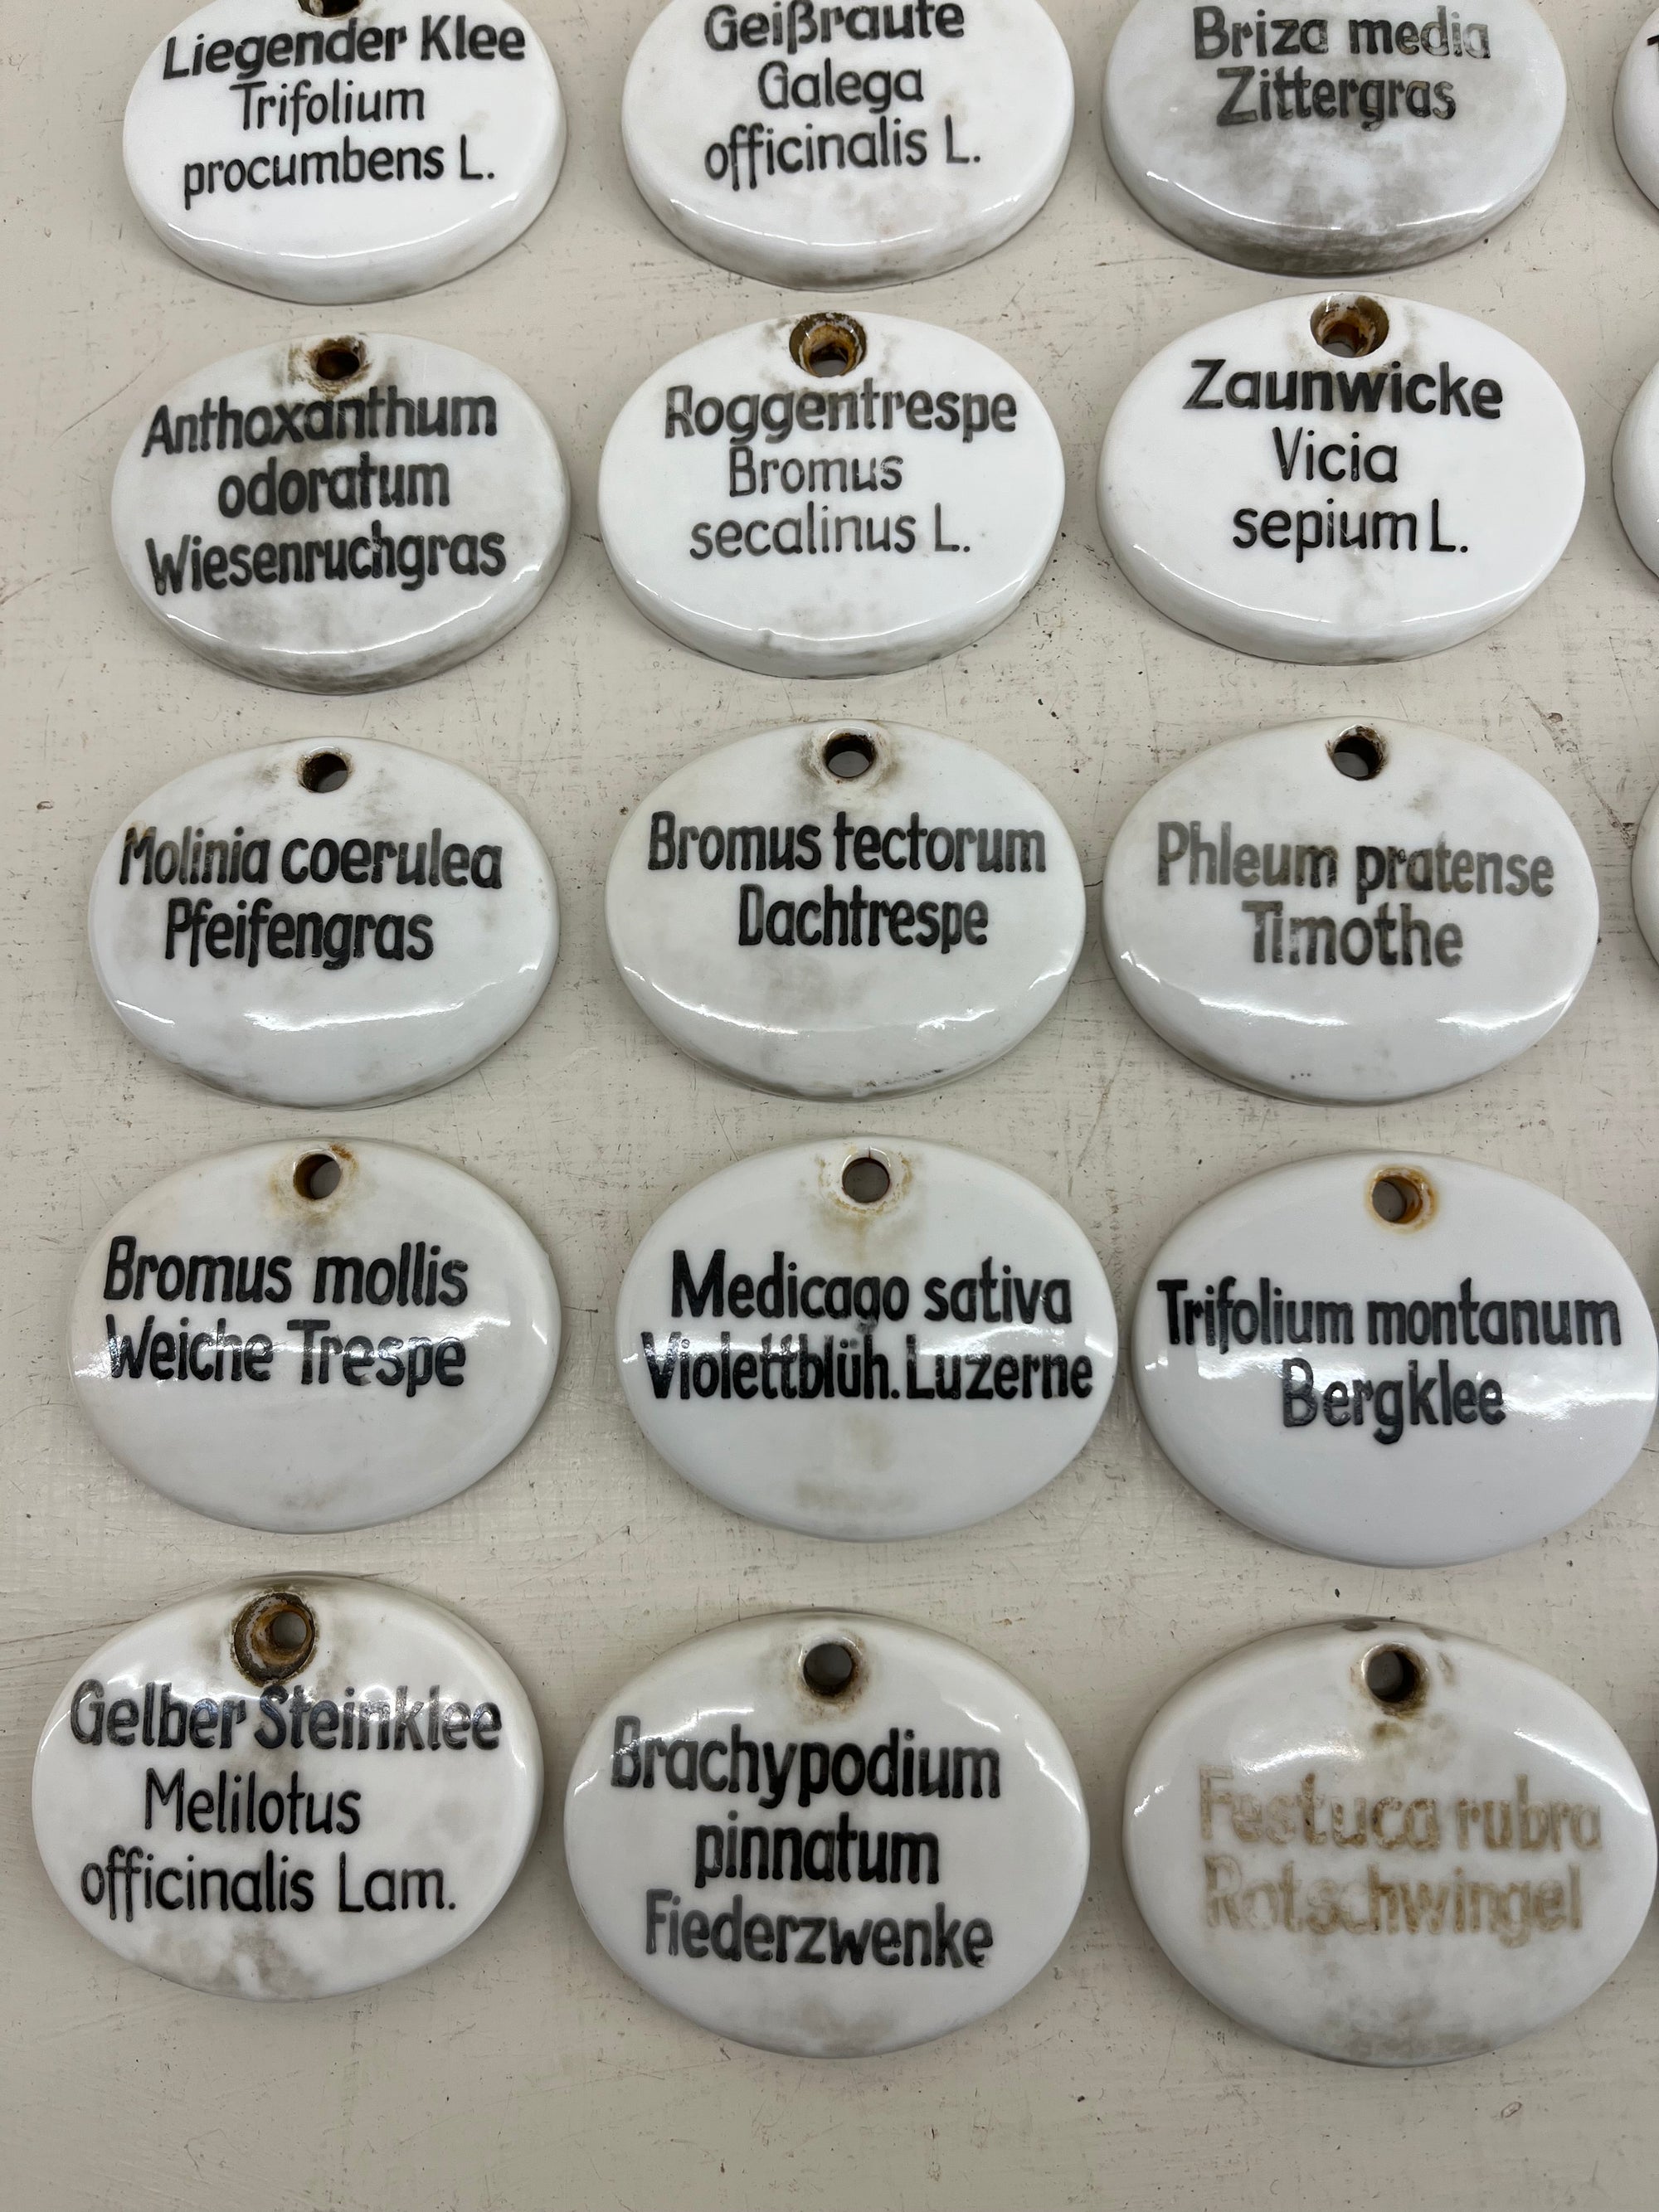 Liegender Klee
Trifolium
procumbens L.
Geißraute
Galega
officinalis L.
Briza media
Zittergras
Anthoxanthum
odoratum
Wiesenruchgras
Roggentrespe
Bromus
secalinus L.
Zaunwicke
Vicia
sepium L.
Molinia coerulea
Pfeifengras
Bromus tectorum
Dachtrespe
Phleum pratense
Timothe
Bromus mollis
Weiche Trespe
Medicago sativa
Violettblüh. Luzerne
Trifolium montanum
Bergklee
Gelber Steinklee
Melilotus
officinalis Lam.
Brachypodium
pinnatum
Fiederzwenke
Festuca rubra
Rotschwingel